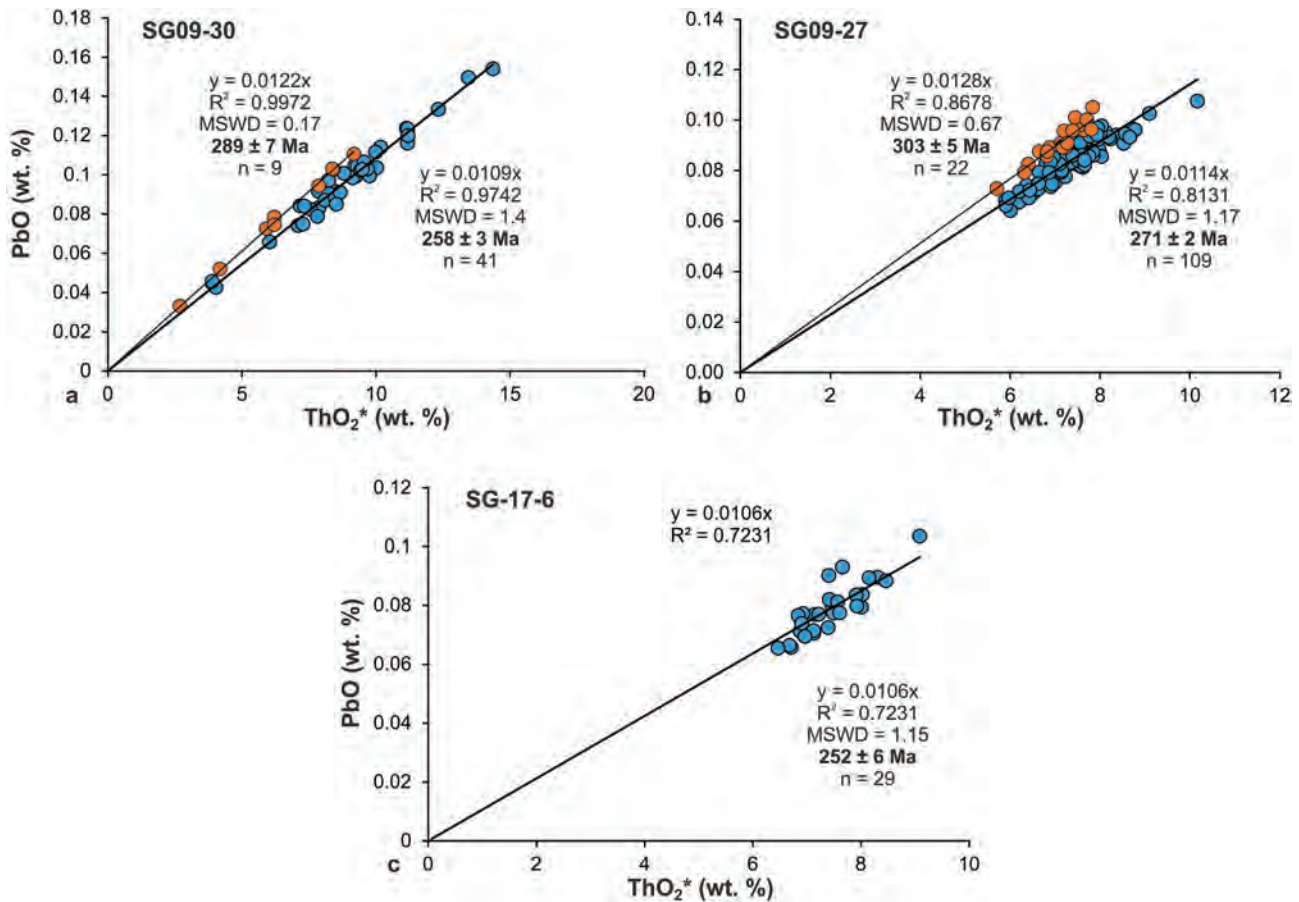 SG09-30
0.18
0.16
0.14
0.12
0.1
0.08
0.06
0.04
0.02
0
PbO (wt. %)
y = 0.0122x
R² = 0.9972
MSWD = 0.17
289 ± 7 Ma
n = 9
y = 0.0109x
R² = 0.9742
MSWD = 1.4
258 ± 3 Ma
n = 41
0 5 10 15 20
a
ThO₂* (wt. %)
SG09-27
0.14
0.12
0.10
0.08
0.06
0.04
0.02
0.00
y = 0.0128x
R² = 0.8678
MSWD = 0.67
303 ± 5 Ma
n = 22
y = 0.0114x
R² = 0.8131
MSWD = 1.17
271 ± 2 Ma
n = 109
0 2 4 6 8 10 12
b
ThO₂* (wt. %)
SG-17-6
0.12
0.1
0.08
0.06
0.04
0.02
0
PbO (wt. %)
y = 0.0106x
R² = 0.7231
y = 0.0106x
R² = 0.7231
MSWD = 1.15
252 ± 6 Ma
n = 29
0 2 4 6 8 10
c
ThO₂* (wt. %)